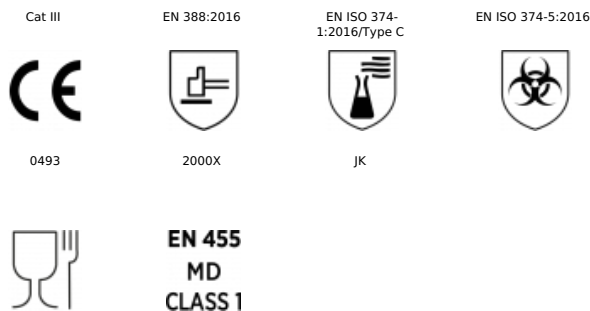 Cat III
EN 388:2016
EN ISO 374-
1:2016/Type C
EN ISO 374-5:2016
CE
0493
2000X
JK
EN 455
MD
CLASS 1